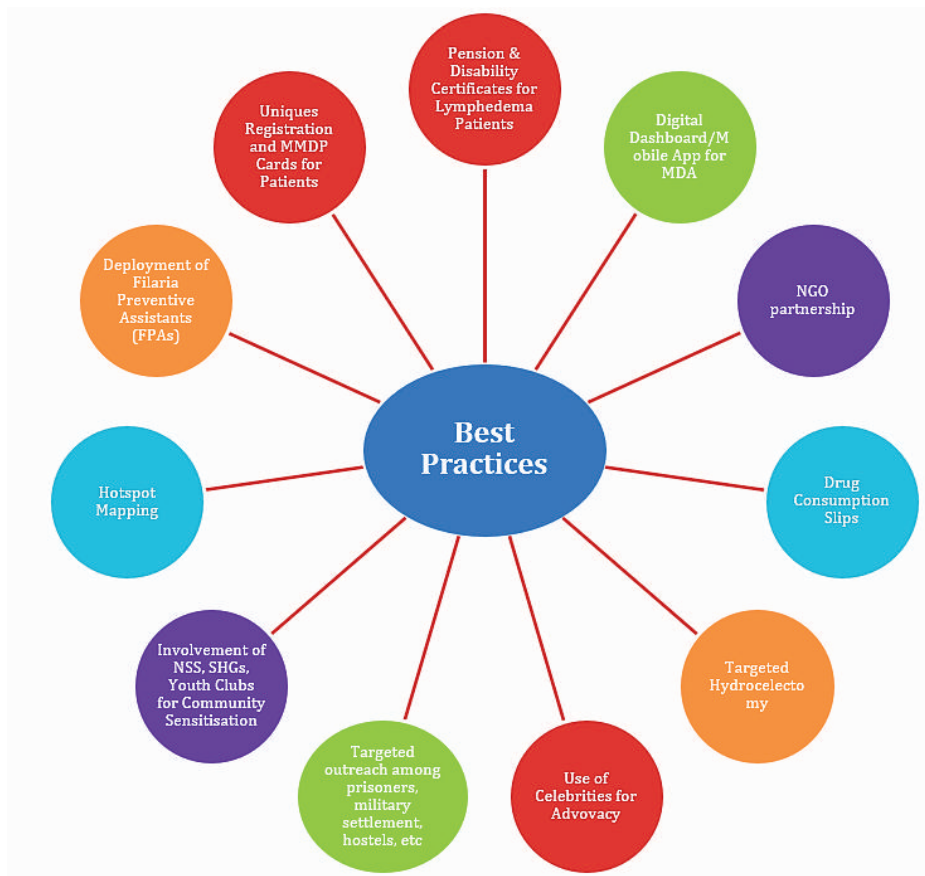 Pension &
Disability
Certificates for
Lymphedema
Patients
Digital
Dashboard/M
obile App for
MDA
NGO
partnership
Drug
Consumption
Slips
Targeted
Hydrocelecto
my
Use of
Celebrities for
Advovacy
Targeted
outreach among
prisoners,
military
settlement,
hostels, etc
Involvement of
NSS, SHGs,
Youth Clubs
for Community
Sensitisation
Hotspot
Mapping
Deployment of
Filaria
Preventive
Assistants
(FPAs)
Uniques
Registration
and MMDP
Cards for
Patients
Best
Practices